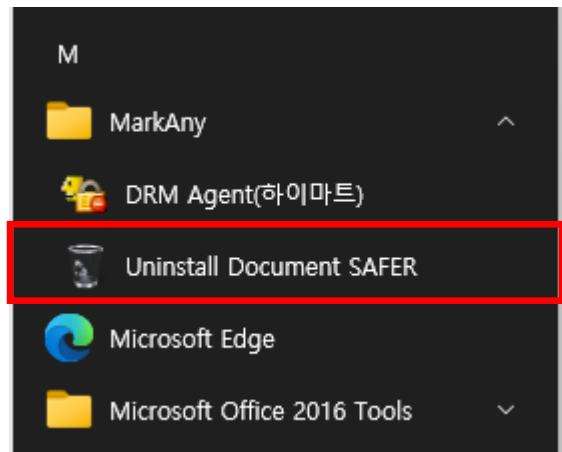 M
MarkAny
DRM Agent(하이마트)
Uninstall Document SAFER
Microsoft Edge
Microsoft Office 2016 Tools